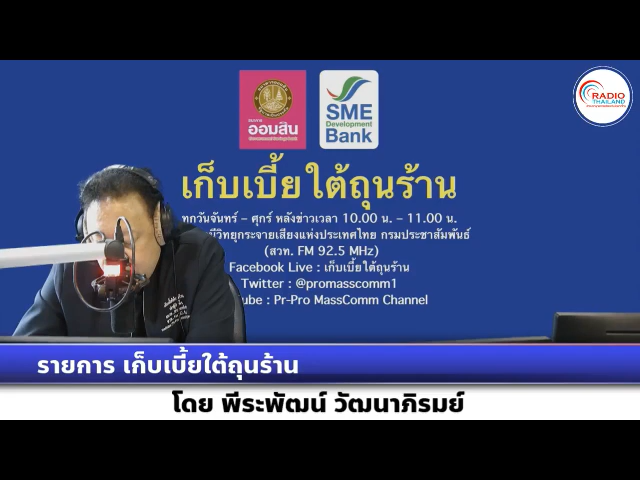 RADIO
THAILAND
ออมสิน
SME
Development
Bank
เก็บเบี้ยใต้ถุนร้าน
ทุกวันจันทร์ – ศุกร์ หลังข่าวเวลา 10.00 น. – 11.00 น.
วิทยุกระจายเสียงแห่งประเทศไทย กรมประชาสัมพันธ์
(สวท. FM 92.5 MHz)
Facebook Live : เก็บเบี้ยใต้ถุนร้าน
Twitter : @promasscomm1
ube : Pr-Pro MassComm Channel
รายการ เก็บเบี้ยใต้ถุนร้าน
โดย พีระพัฒน์ วัฒนาภิรมย์